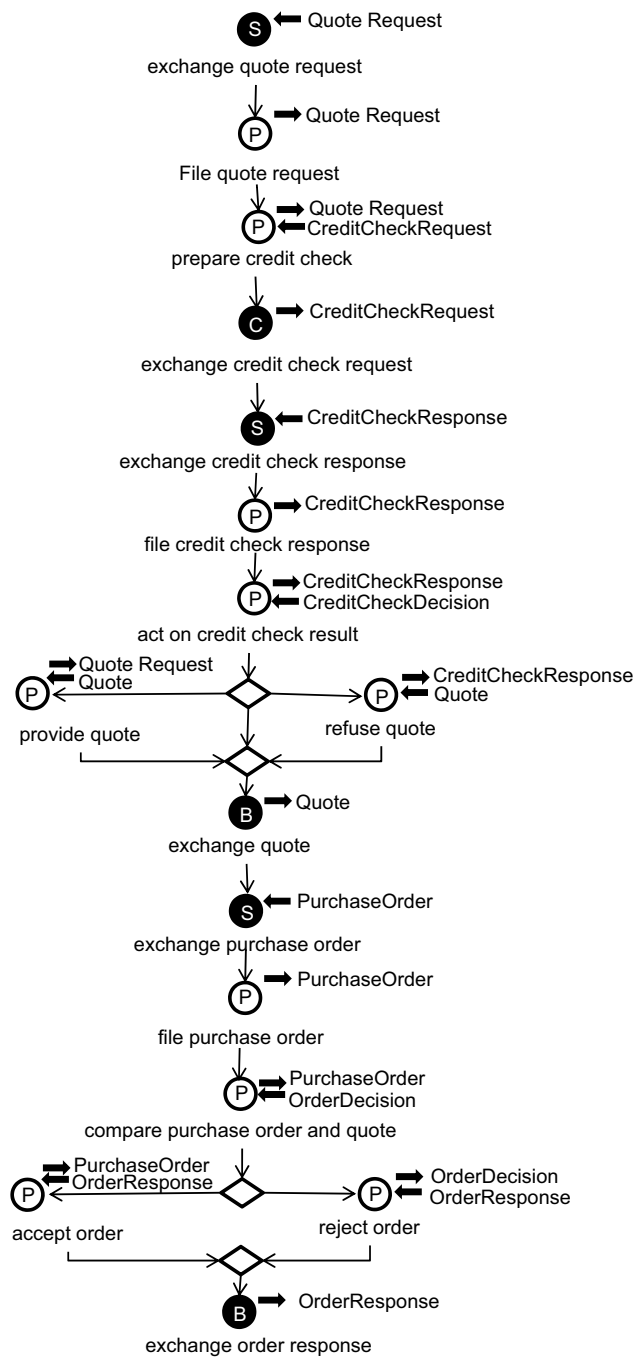 S Quote Request
exchange quote request
P Quote Request
File quote request
Quote Request
P CreditCheckRequest
prepare credit check
C CreditCheckRequest
exchange credit check request
S CreditCheckResponse
exchange credit check response
P CreditCheckResponse
file credit check response
CreditCheckResponse
P CreditCheckDecision
act on credit check result
Quote Request
P Quote
provide quote
CreditCheckResponse
P Quote
refuse quote
B Quote
exchange quote
S PurchaseOrder
exchange purchase order
P PurchaseOrder
file purchase order
PurchaseOrder
P OrderDecision
compare purchase order and quote
PurchaseOrder
P OrderResponse
accept order
OrderDecision
P OrderResponse
reject order
B OrderResponse
exchange order response